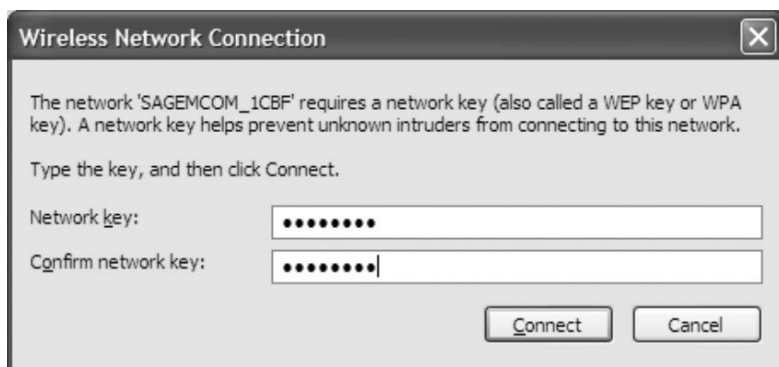 Wireless Network Connection
The network 'SAGEMCOM_1CBF' requires a network key (also called a WEP key or WPA
key). A network key helps prevent unknown intruders from connecting to this network.
Type the key, and then click Connect.
Network key: ••••••••
Confirm network key: ••••••••
Connect Cancel